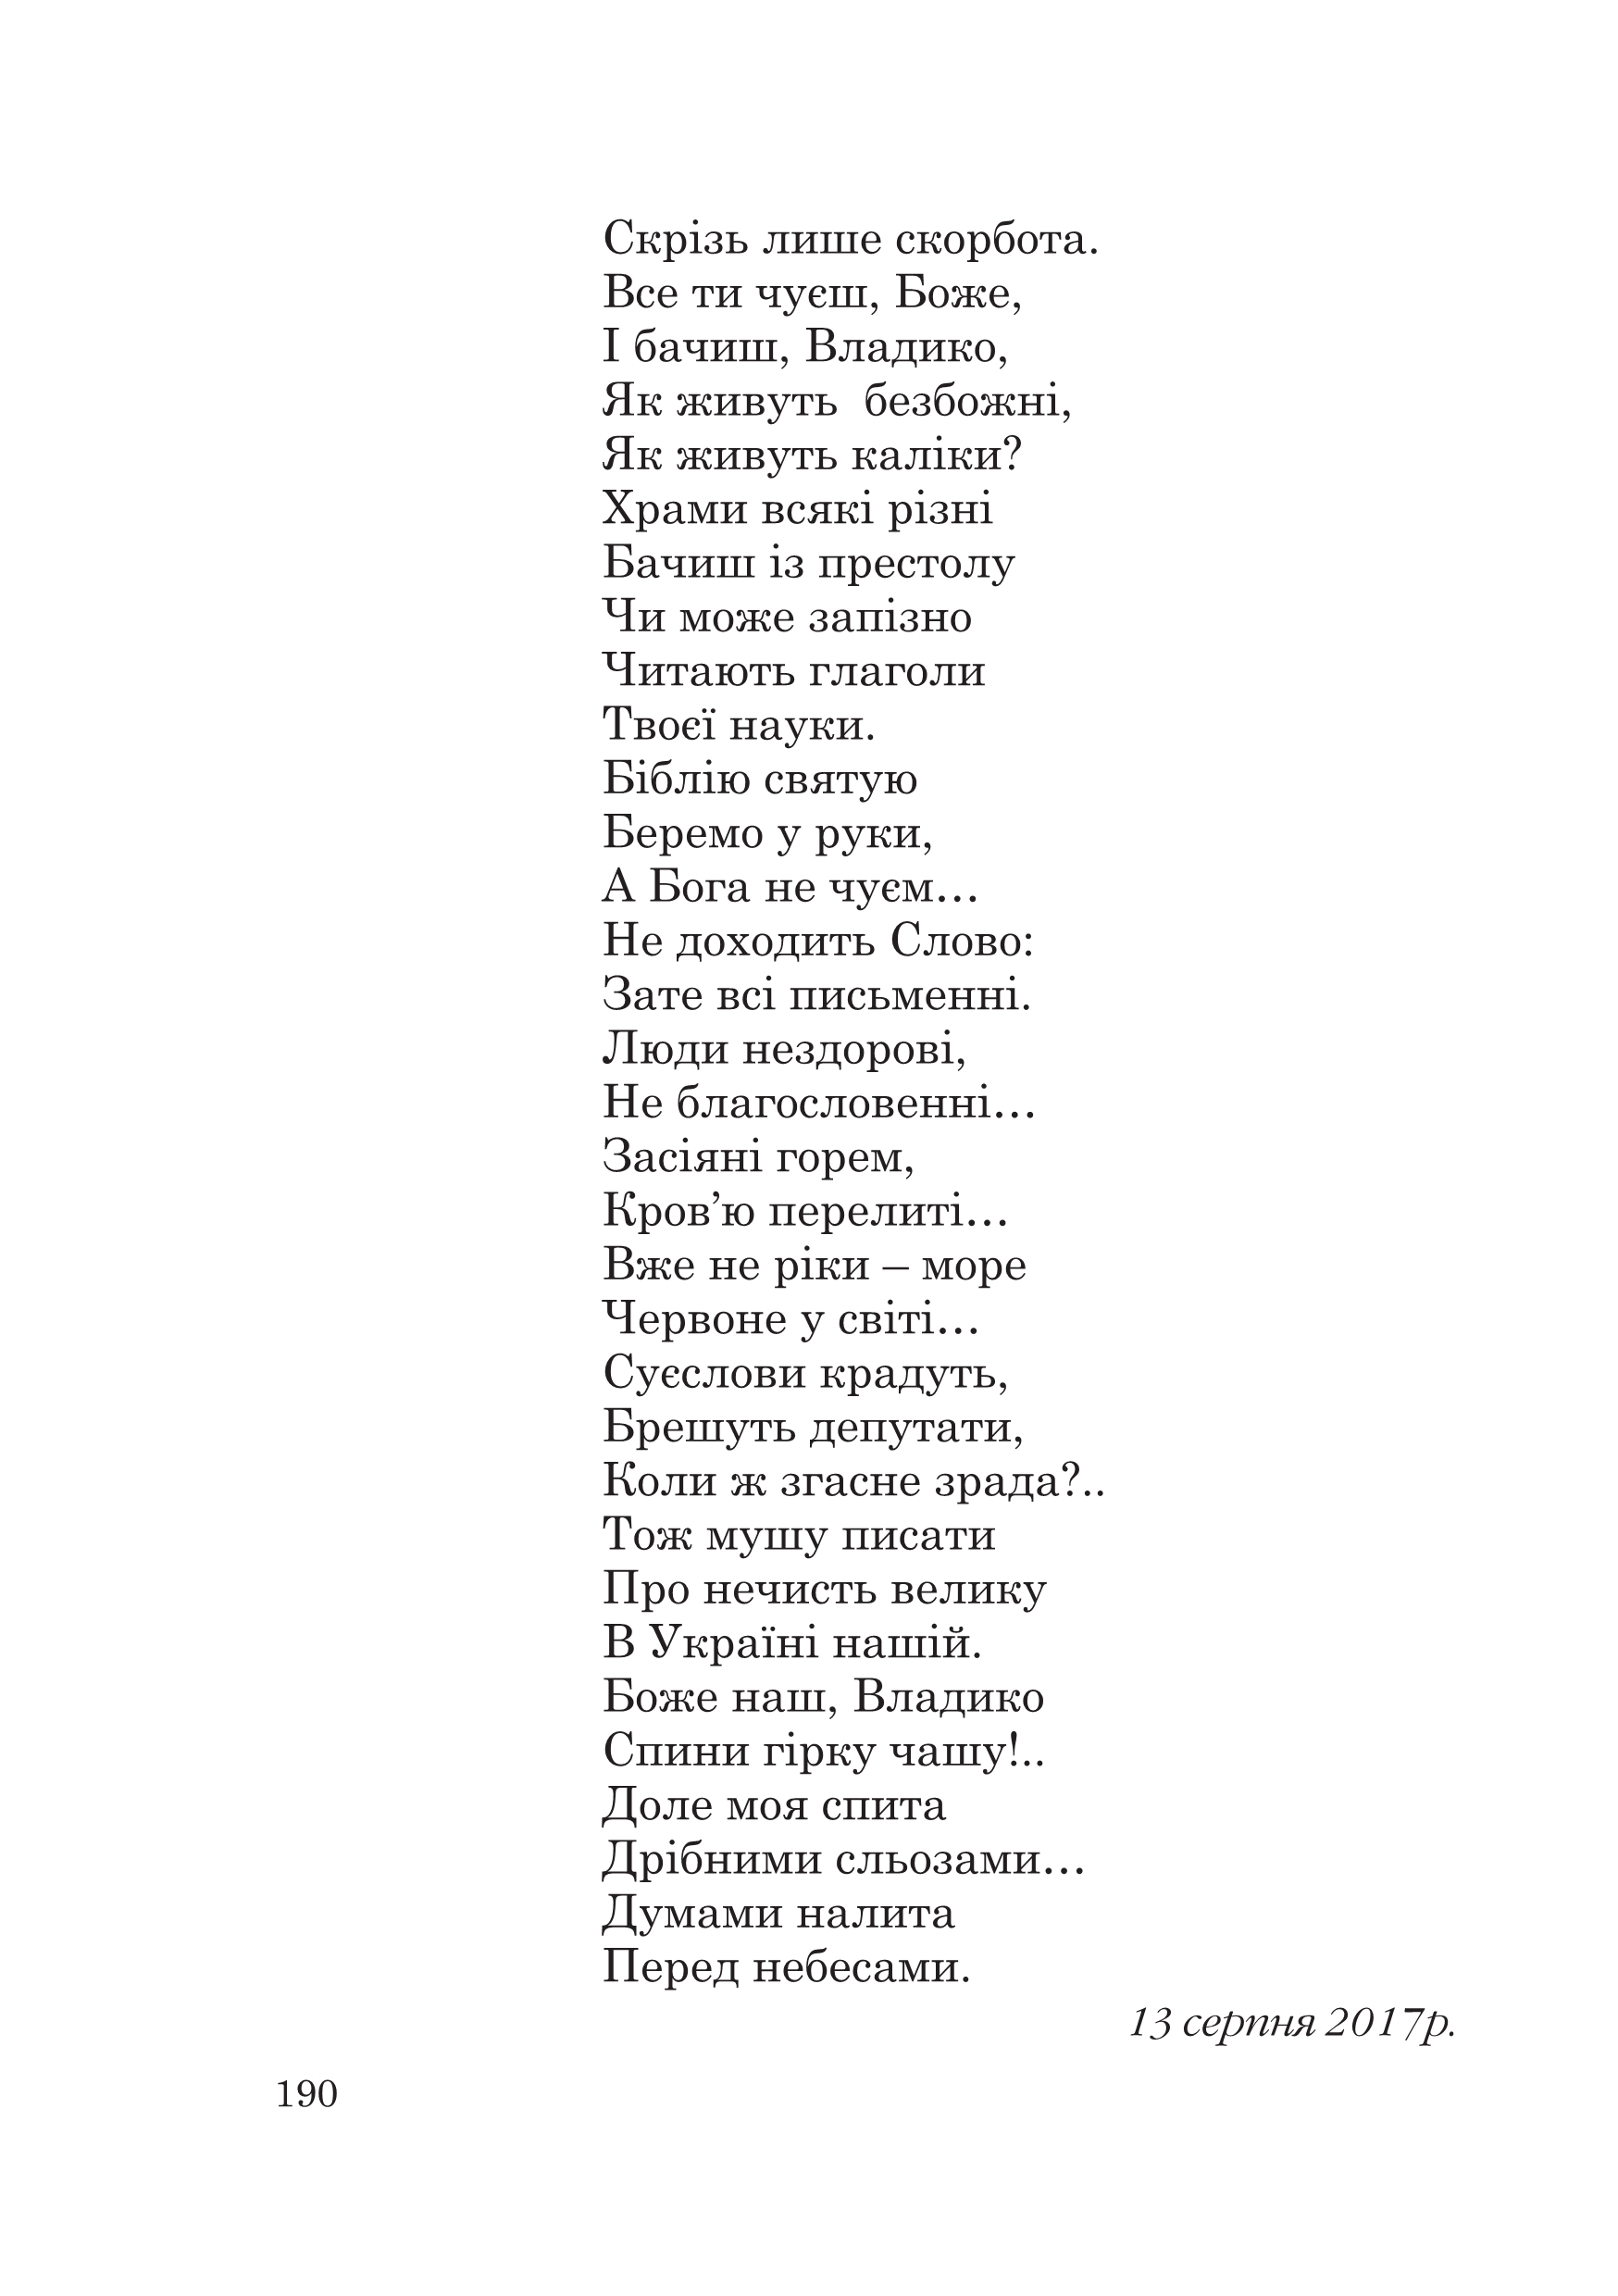 Скрізь лише скорбота.
Все ти чуєш, Боже,
І бачиш, Владико,
Як живуть  безбожні,
Як живуть каліки?
Храми всякі різні
Бачиш із престолу
Чи може запізно
Читають глаголи
Твоєї науки.
Біблію святую
Беремо у руки,
А Бога не чуєм…
Не доходить Слово:
Зате всі письменні.
Люди нездорові,
Не благословенні…
Засіяні горем,
Кров’ю перелиті…
Вже не ріки – море
Червоне у світі…
Суєслови крадуть,
Брешуть депутати,
Коли ж згасне зрада?..
Тож мушу писати
Про нечисть велику
В Україні нашій.
Боже наш, Владико
Спини гірку чашу!..
Доле моя спита
Дрібними сльозами…
Думами налита
Перед небесами.
13 серпня 2017р.
190